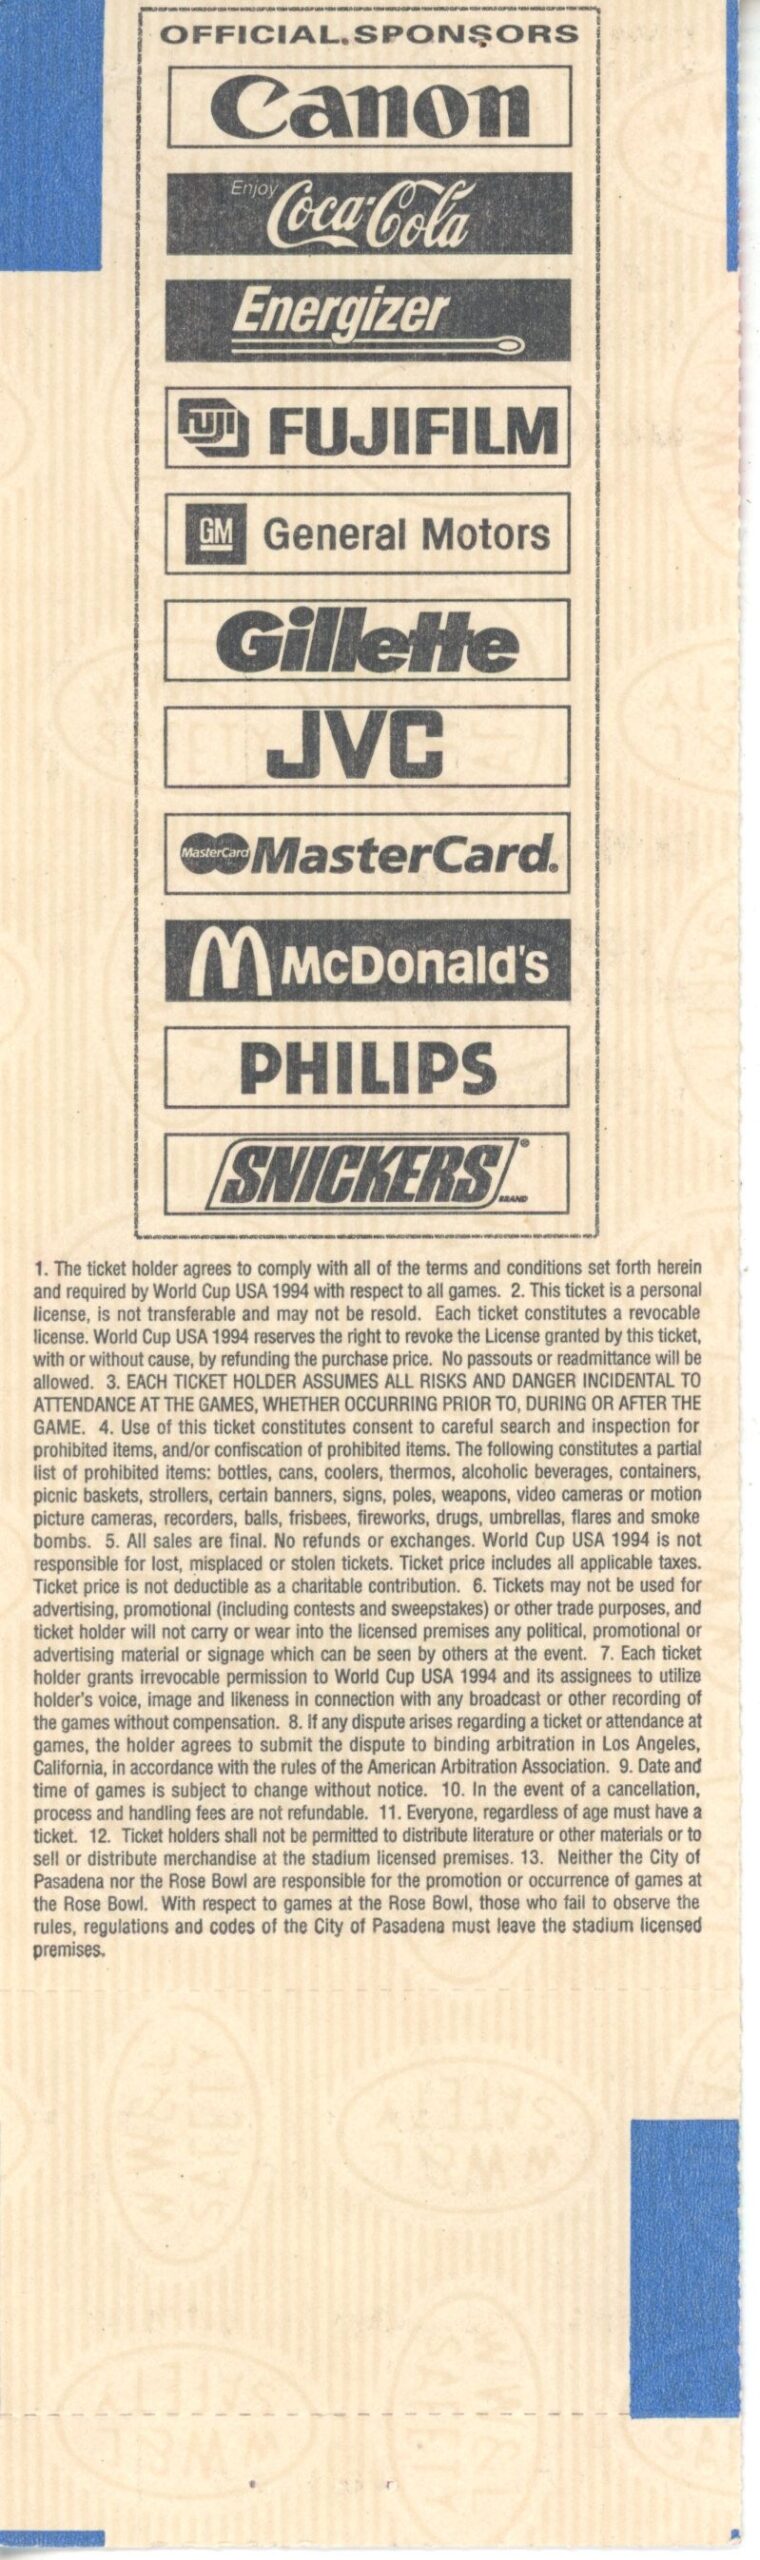 OFFICIAL SPONSORS
Canon
Enjoy
Coca-Cola
Energizer
FUJI FUJIFILM
GM General Motors
Gillette
JVC
MasterCard MasterCard®
McDonald's
PHILIPS
SNICKERS®
BRAND
1. The ticket holder agrees to comply with all of the terms and conditions set forth herein
and required by World Cup USA 1994 with respect to all games. 2. This ticket is a personal
license, is not transferable and may not be resold. Each ticket constitutes a revocable
license. World Cup USA 1994 reserves the right to revoke the License granted by this ticket,
with or without cause, by refunding the purchase price. No passouts or readmittance will be
allowed. 3. EACH TICKET HOLDER ASSUMES ALL RISKS AND DANGER INCIDENTAL TO
ATTENDANCE AT THE GAMES, WHETHER OCCURRING PRIOR TO, DURING OR AFTER THE
GAME. 4. Use of this ticket constitutes consent to careful search and inspection for
prohibited items, and/or confiscation of prohibited items. The following constitutes a partial
list of prohibited items: bottles, cans, coolers, thermos, alcoholic beverages, containers,
picnic baskets, strollers, certain banners, signs, poles, weapons, video cameras or motion
picture cameras, recorders, balls, frisbees, fireworks, drugs, umbrellas, flares and smoke
bombs. 5. All sales are final. No refunds or exchanges. World Cup USA 1994 is not
responsible for lost, misplaced or stolen tickets. Ticket price includes all applicable taxes.
Ticket price is not deductible as a charitable contribution. 6. Tickets may not be used for
advertising, promotional (including contests and sweepstakes) or other trade purposes, and
ticket holder will not carry or wear into the licensed premises any political, promotional or
advertising material or signage which can be seen by others at the event. 7. Each ticket
holder grants irrevocable permission to World Cup USA 1994 and its assignees to utilize
holder's voice, image and likeness in connection with any broadcast or other recording of
the games without compensation. 8. If any dispute arises regarding a ticket or attendance at
games, the holder agrees to submit the dispute to binding arbitration in Los Angeles,
California, in accordance with the rules of the American Arbitration Association. 9. Date and
time of games is subject to change without notice. 10. In the event of a cancellation,
process and handling fees are not refundable. 11. Everyone, regardless of age must have a
ticket. 12. Ticket holders shall not be permitted to distribute literature or other materials or to
sell or distribute merchandise at the stadium licensed premises. 13. Neither the City of
Pasadena nor the Rose Bowl are responsible for the promotion or occurrence of games at
the Rose Bowl. With respect to games at the Rose Bowl, those who fail to observe the
rules, regulations and codes of the City of Pasadena must leave the stadium licensed
premises.